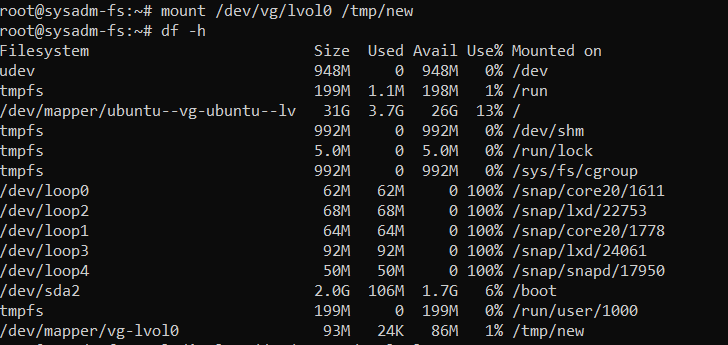 root@sysadm-fs:~# mount /dev/vg/lvol0 /tmp/new
root@sysadm-fs:~# df -h
Filesystem                         Size  Used Avail Use% Mounted on
udev                               948M     0  948M   0% /dev
tmpfs                              199M  1.1M  198M   1% /run
/dev/mapper/ubuntu--vg-ubuntu--lv   31G  3.7G   26G  13% /
tmpfs                              992M     0  992M   0% /dev/shm
tmpfs                              5.0M     0  5.0M   0% /run/lock
tmpfs                              992M     0  992M   0% /sys/fs/cgroup
/dev/loop0                          62M   62M     0 100% /snap/core20/1611
/dev/loop2                          68M   68M     0 100% /snap/lxd/22753
/dev/loop1                          64M   64M     0 100% /snap/core20/1778
/dev/loop3                          92M   92M     0 100% /snap/lxd/24061
/dev/loop4                          50M   50M     0 100% /snap/snapd/17950
/dev/sda2                          2.0G  106M  1.7G   6% /boot
tmpfs                              199M     0  199M   0% /run/user/1000
/dev/mapper/vg-lvol0                93M   24K   86M   1% /tmp/new